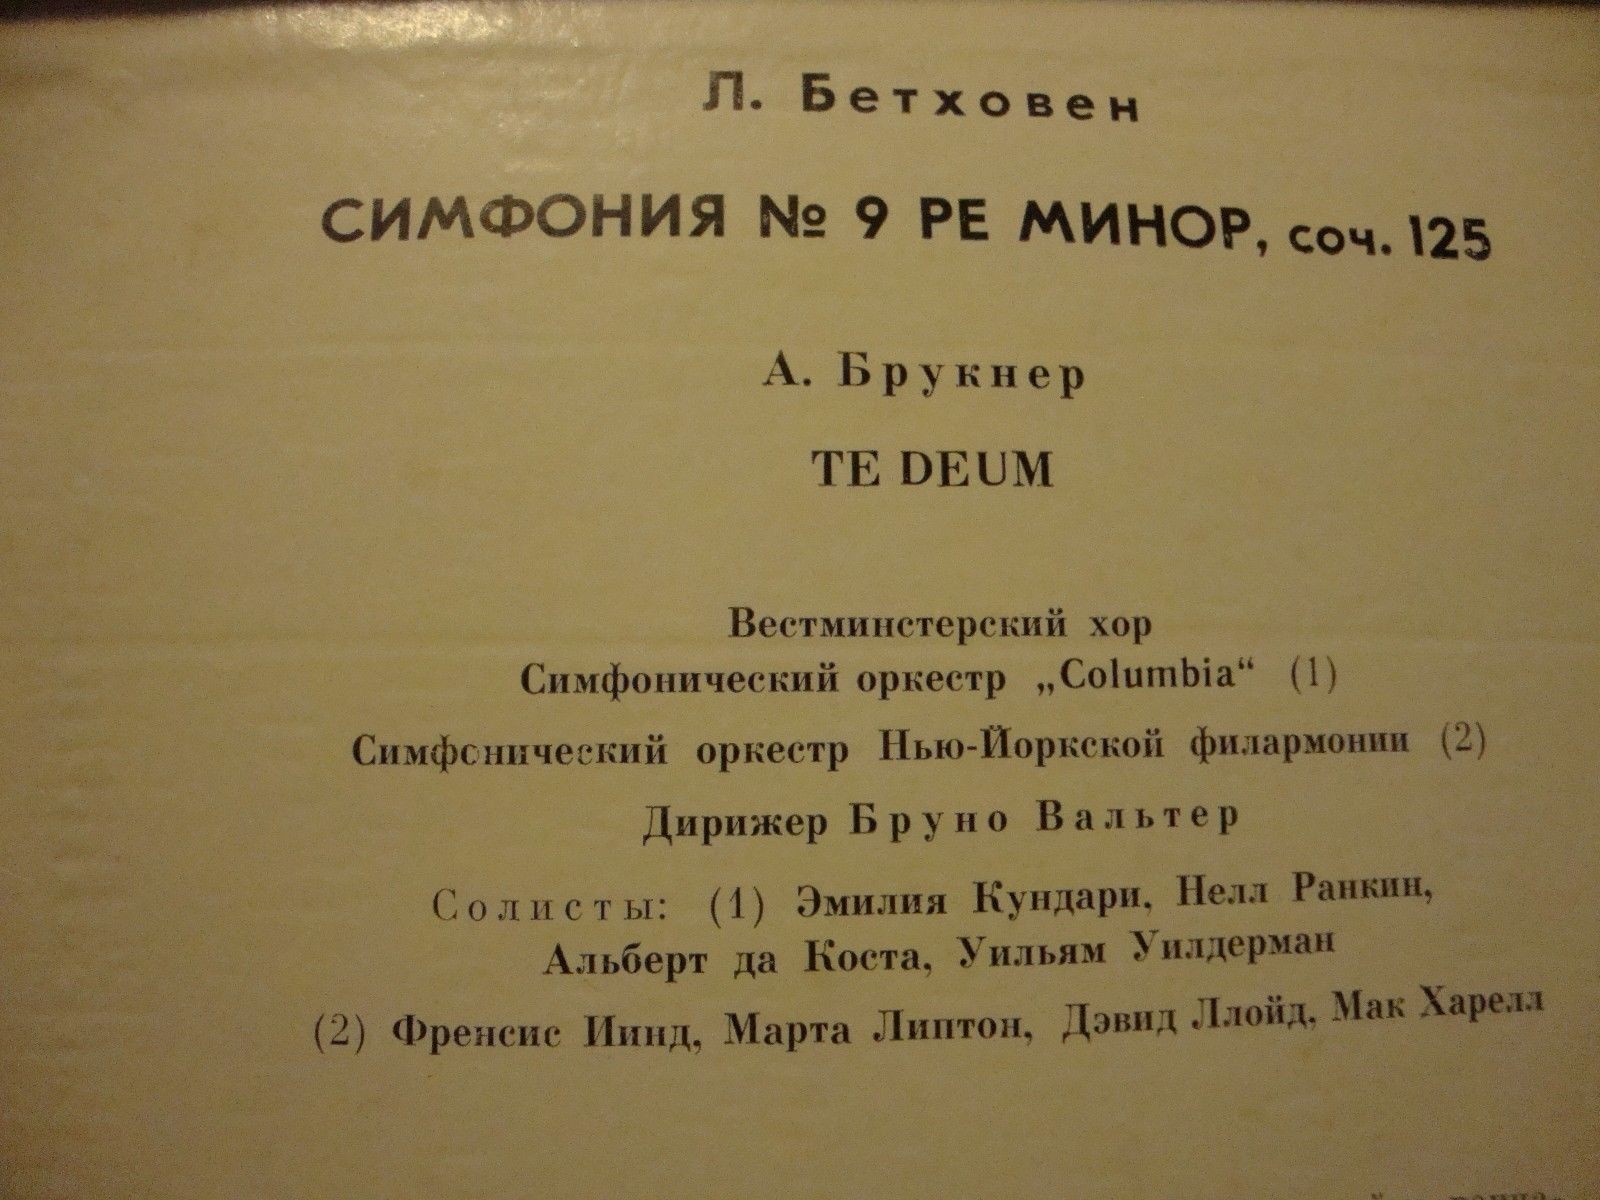 Л. Бетховен
СИМФОНИЯ № 9 РЕ МИНОР, соч. 125
А. Брукнер
TE DEUM
Вестминстерский хор
Симфонический оркестр „Columbia“ (1)
Симфонический оркестр Нью-Йоркской филармонии (2)
Дирижер Бруно Вальтер
Солисты: (1) Эмилия Кундари, Нелл Ранкин,
Альберт да Коста, Уильям Уилдерман
(2) Френсис Иинд, Марта Липтон, Дэвид Ллойд, Мак Харелл